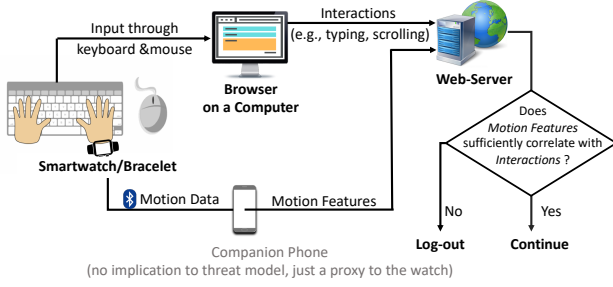 Input through
keyboard &mouse
Interactions
(e.g., typing, scrolling)
Browser
on a Computer
Web-Server
Smartwatch/Bracelet
Does
Motion Features
sufficiently correlate with
Interactions ?
Motion Data
Motion Features
No
Yes
Log-out
Continue
Companion Phone
(no implication to threat model, just a proxy to the watch)